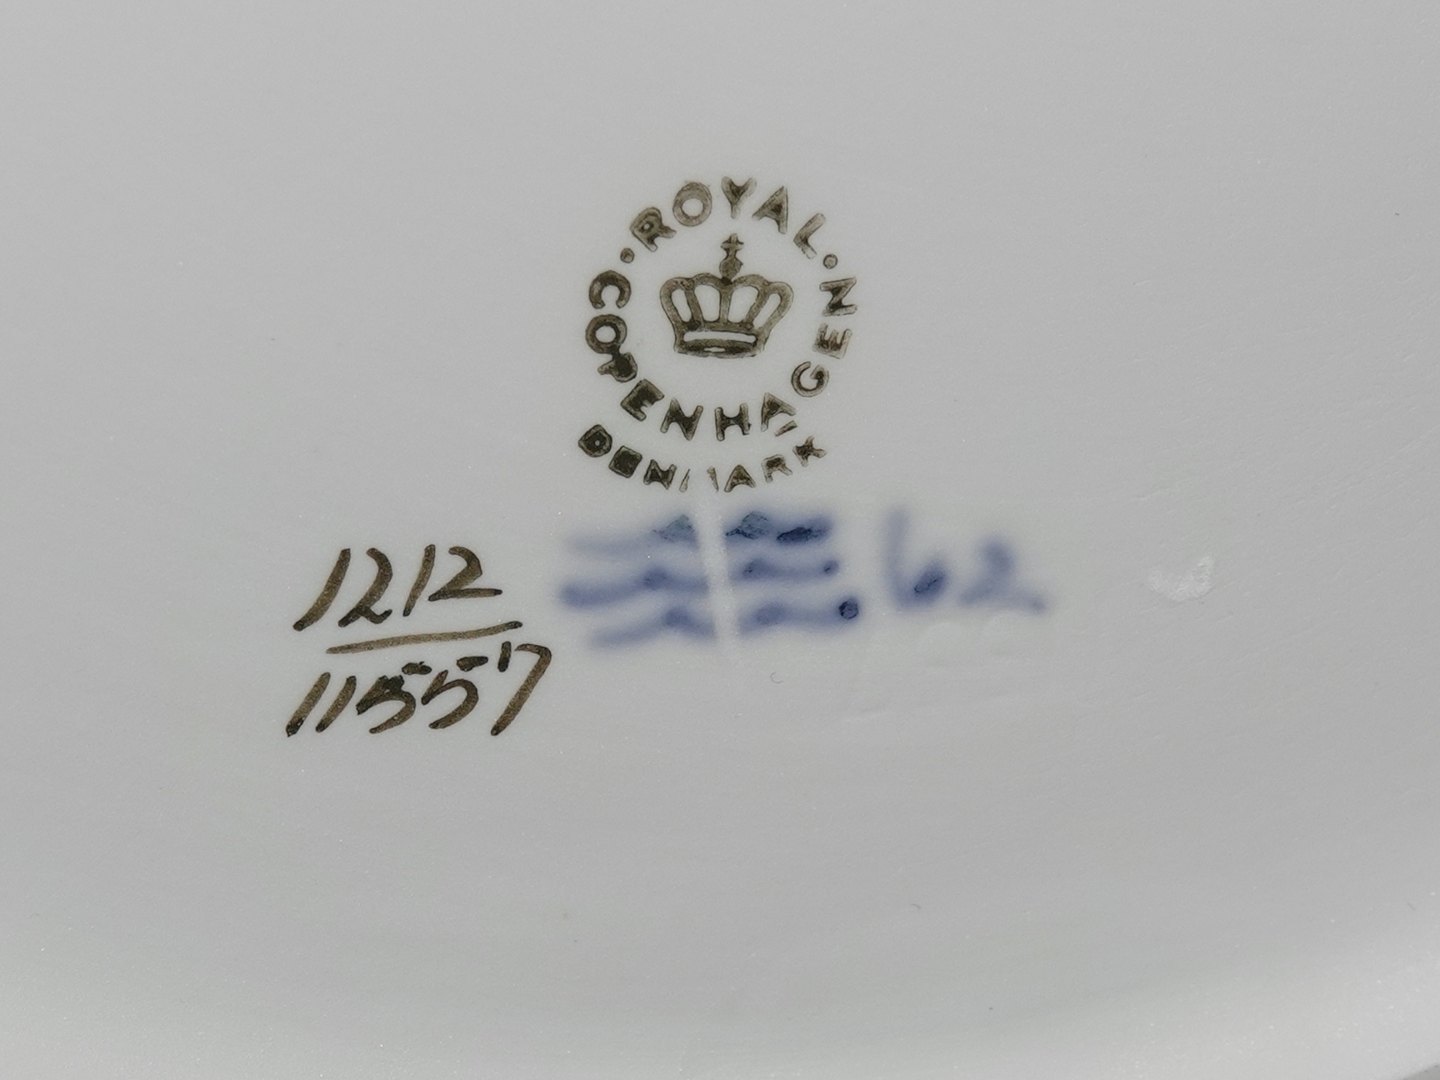 ROYAL
COPENHAGEN
DENMARK
1212
11557
62